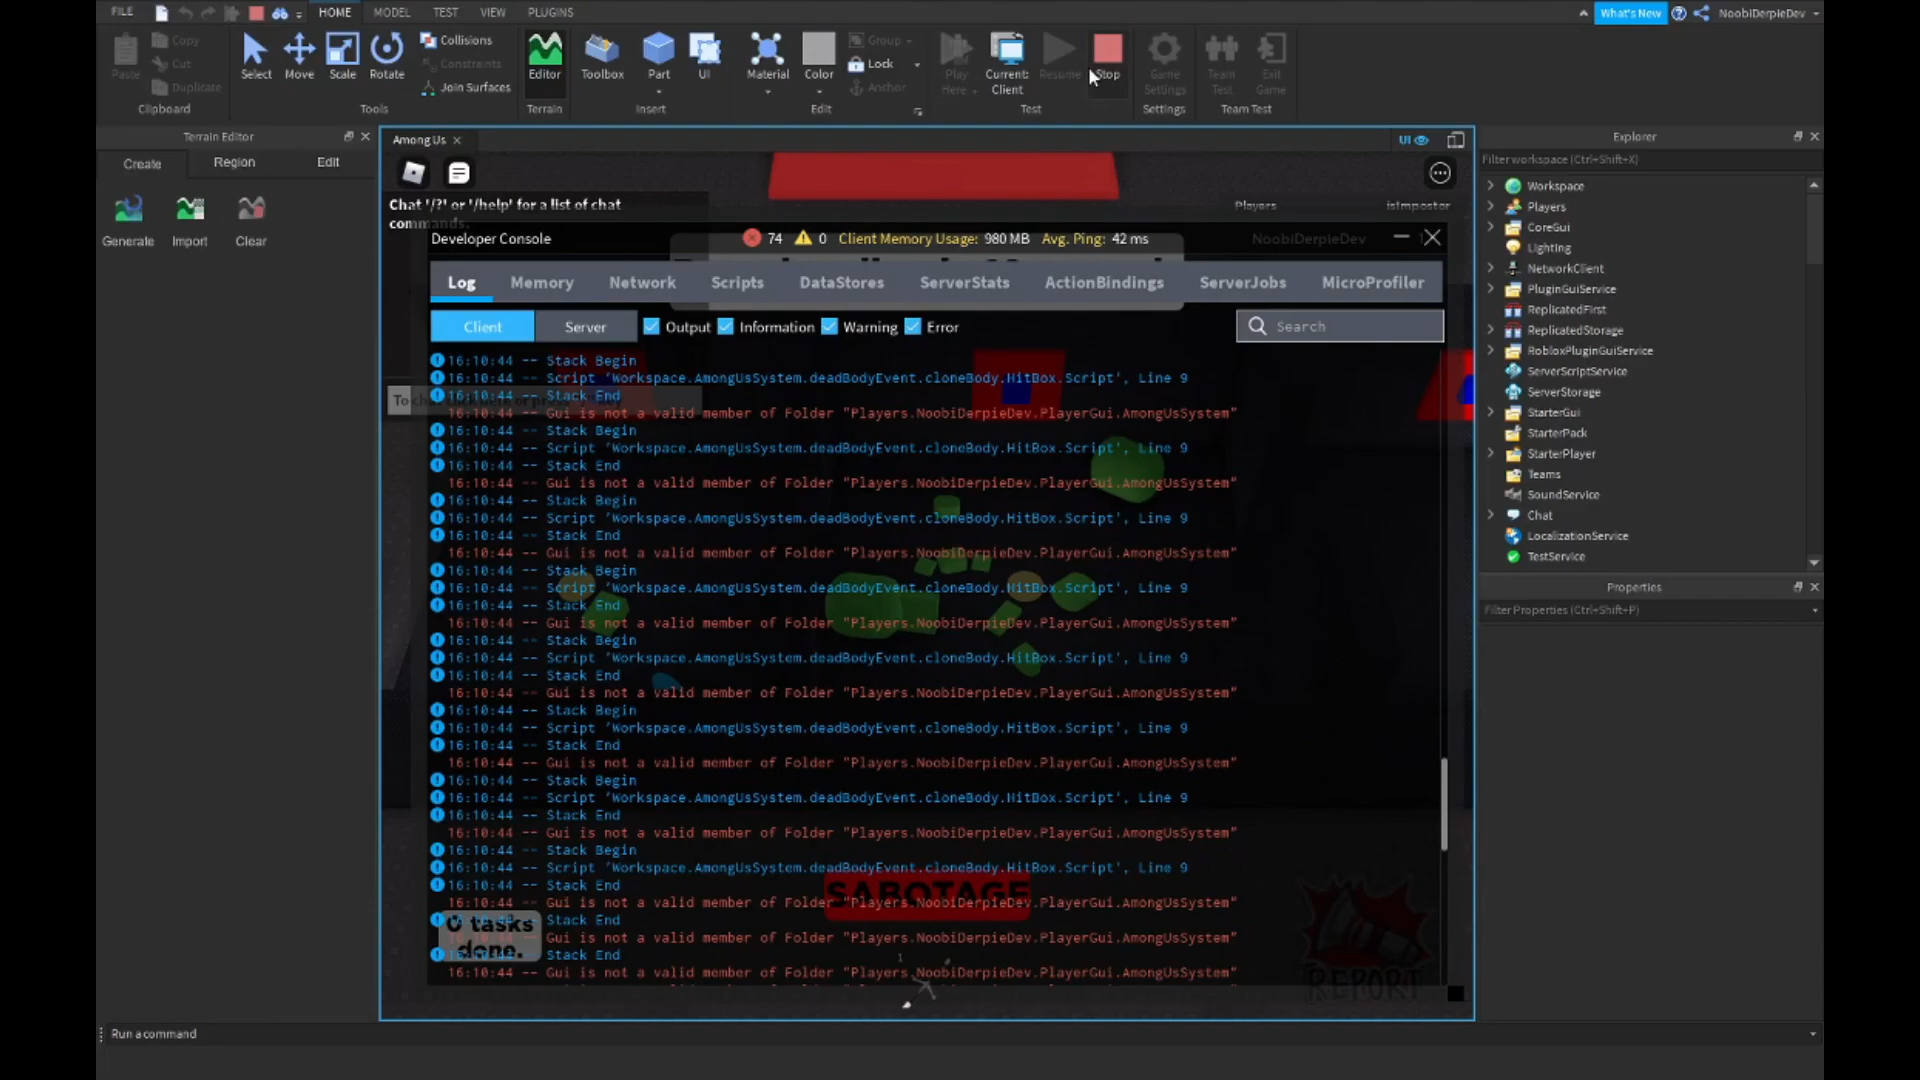 FILE HOME MODEL TEST VIEW PLUGINS What's New NoobiDerpieDev
Paste Copy Cut Duplicate Clipboard
Select Move Scale Rotate Collisions Constraints Join Surfaces Tools
Editor Terrain
Toolbox Part UI Insert
Material Color Group Lock Anchor Edit
Play Here Current: Client Resume Stop Test
Game Settings Settings
Team Test Exit Game Team Test
Terrain Editor
Create Region Edit
Generate Import Clear
AmongUs UI
Chat '/?' or '/help' for a list of chat
commands.
Players isImpostor
NoobiDerpieDev
Developer Console 74 0 Client Memory Usage: 980 MB Avg. Ping: 42 ms
Log Memory Network Scripts DataStores ServerStats ActionBindings ServerJobs MicroProfiler
Client Server Output Information Warning Error Search
16:10:44 -- Stack Begin
16:10:44 -- Script 'Workspace.AmongUsSystem.deadBodyEvent.cloneBody.HitBox.Script', Line 9
16:10:44 -- Stack End
16:10:44 -- Gui is not a valid member of Folder "Players.NoobiDerpieDev.PlayerGui.AmongUsSystem"
16:10:44 -- Stack Begin
16:10:44 -- Script 'Workspace.AmongUsSystem.deadBodyEvent.cloneBody.HitBox.Script', Line 9
16:10:44 -- Stack End
16:10:44 -- Gui is not a valid member of Folder "Players.NoobiDerpieDev.PlayerGui.AmongUsSystem"
16:10:44 -- Stack Begin
16:10:44 -- Script 'Workspace.AmongUsSystem.deadBodyEvent.cloneBody.HitBox.Script', Line 9
16:10:44 -- Stack End
16:10:44 -- Gui is not a valid member of Folder "Players.NoobiDerpieDev.PlayerGui.AmongUsSystem"
16:10:44 -- Stack Begin
16:10:44 -- Script 'Workspace.AmongUsSystem.deadBodyEvent.cloneBody.HitBox.Script', Line 9
16:10:44 -- Stack End
16:10:44 -- Gui is not a valid member of Folder "Players.NoobiDerpieDev.PlayerGui.AmongUsSystem"
16:10:44 -- Stack Begin
16:10:44 -- Script 'Workspace.AmongUsSystem.deadBodyEvent.cloneBody.HitBox.Script', Line 9
16:10:44 -- Stack End
16:10:44 -- Gui is not a valid member of Folder "Players.NoobiDerpieDev.PlayerGui.AmongUsSystem"
16:10:44 -- Stack Begin
16:10:44 -- Script 'Workspace.AmongUsSystem.deadBodyEvent.cloneBody.HitBox.Script', Line 9
16:10:44 -- Stack End
16:10:44 -- Gui is not a valid member of Folder "Players.NoobiDerpieDev.PlayerGui.AmongUsSystem"
16:10:44 -- Stack Begin
16:10:44 -- Script 'Workspace.AmongUsSystem.deadBodyEvent.cloneBody.HitBox.Script', Line 9
16:10:44 -- Stack End
16:10:44 -- Gui is not a valid member of Folder "Players.NoobiDerpieDev.PlayerGui.AmongUsSystem"
16:10:44 -- Stack Begin
16:10:44 -- Script 'Workspace.AmongUsSystem.deadBodyEvent.cloneBody.HitBox.Script', Line 9
16:10:44 -- Stack End
16:10:44 -- Gui is not a valid member of Folder "Players.NoobiDerpieDev.PlayerGui.AmongUsSystem"
16:10:44 -- Stack End
Gui is not a valid member of Folder "Players.NoobiDerpieDev.PlayerGui.AmongUsSystem"
Stack End
16:10:44 -- Gui is not a valid member of Folder "Players.NoobiDerpieDev.PlayerGui.AmongUsSystem"
SABOTAGE
0 tasks
done.
1
REPORT
Explorer
Filter workspace (Ctrl+Shift+X)
Workspace
Players
CoreGui
Lighting
NetworkClient
PluginGuiService
ReplicatedFirst
ReplicatedStorage
RobloxPluginGuiService
ServerScriptService
ServerStorage
StarterGui
StarterPack
StarterPlayer
Teams
SoundService
Chat
LocalizationService
TestService
Properties
Filter Properties (Ctrl+Shift+P)
Run a command